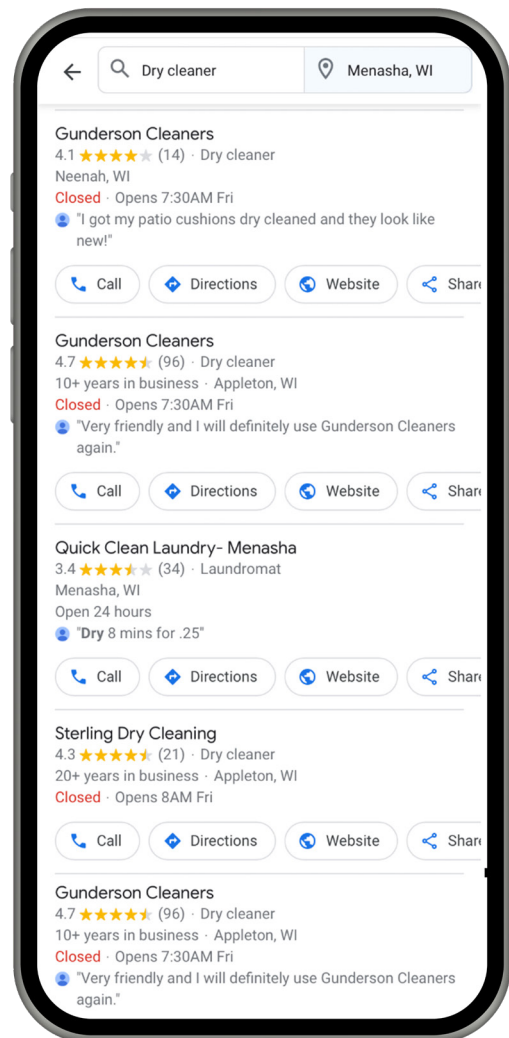 Dry cleaner
Menasha, WI
Gunderson Cleaners
4.1 (14) · Dry cleaner
Neenah, WI
Closed · Opens 7:30AM Fri
"I got my patio cushions dry cleaned and they look like
new!"
Call Directions Website Share
Gunderson Cleaners
4.7 (96) · Dry cleaner
10+ years in business · Appleton, WI
Closed · Opens 7:30AM Fri
"Very friendly and I will definitely use Gunderson Cleaners
again."
Call Directions Website Share
Quick Clean Laundry- Menasha
3.4 (34) · Laundromat
Menasha, WI
Open 24 hours
"Dry 8 mins for .25"
Call Directions Website Share
Sterling Dry Cleaning
4.3 (21) · Dry cleaner
20+ years in business · Appleton, WI
Closed · Opens 8AM Fri
Call Directions Website Share
Gunderson Cleaners
4.7 (96) · Dry cleaner
10+ years in business · Appleton, WI
Closed · Opens 7:30AM Fri
"Very friendly and I will definitely use Gunderson Cleaners
again."